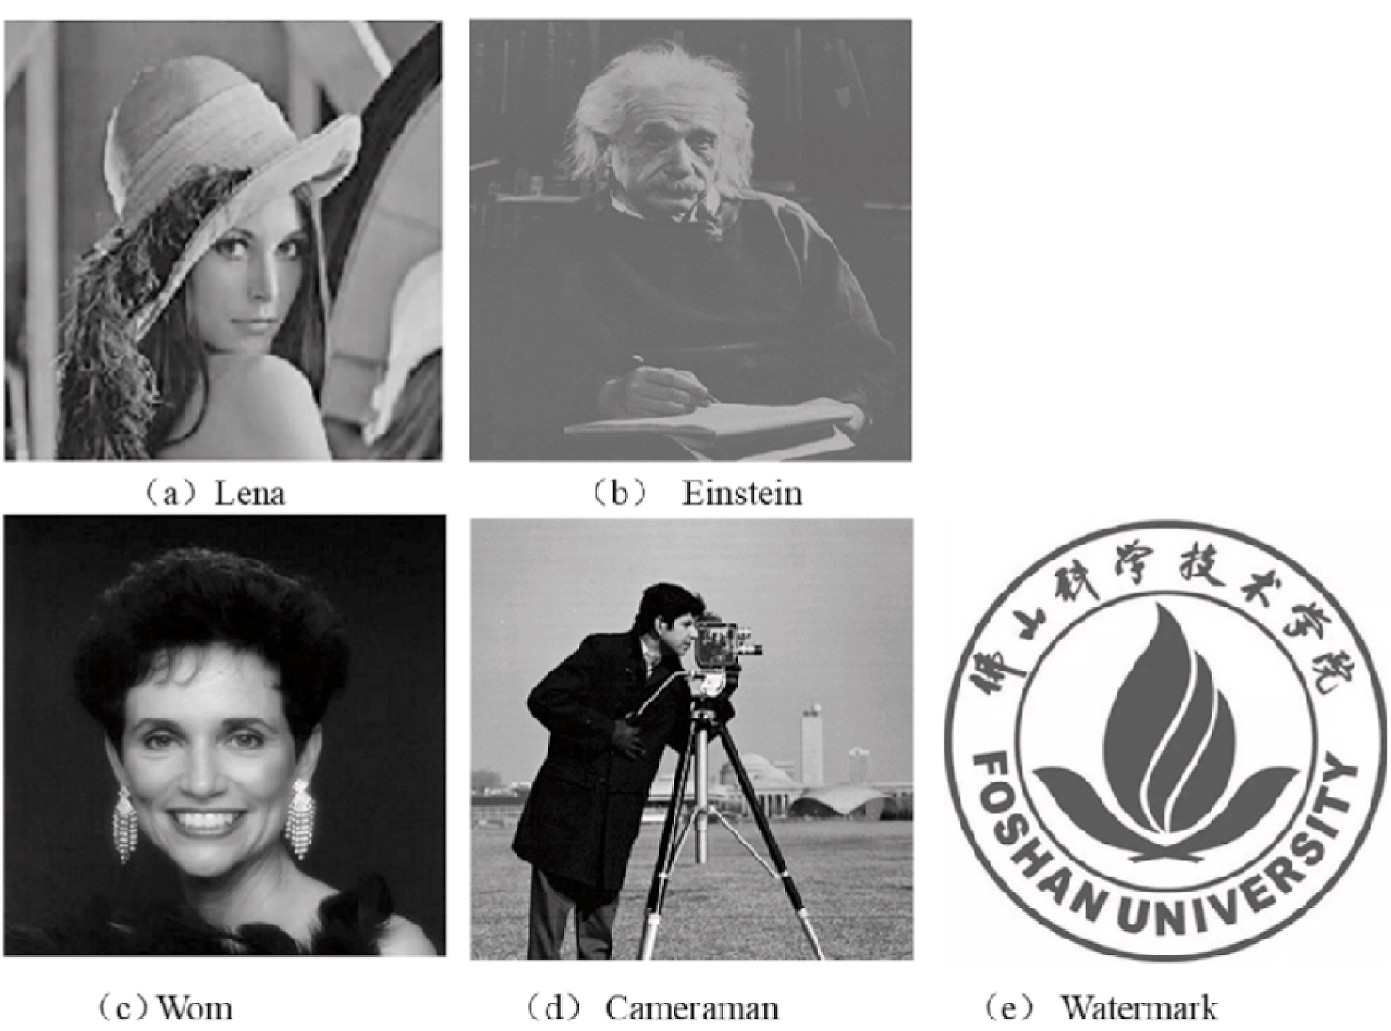 （a）Lena
（b） Einstein
佛山科学技术学院
FOSHAN UNIVERSITY
（c）Wom
（d） Cameraman
（e） Watermark